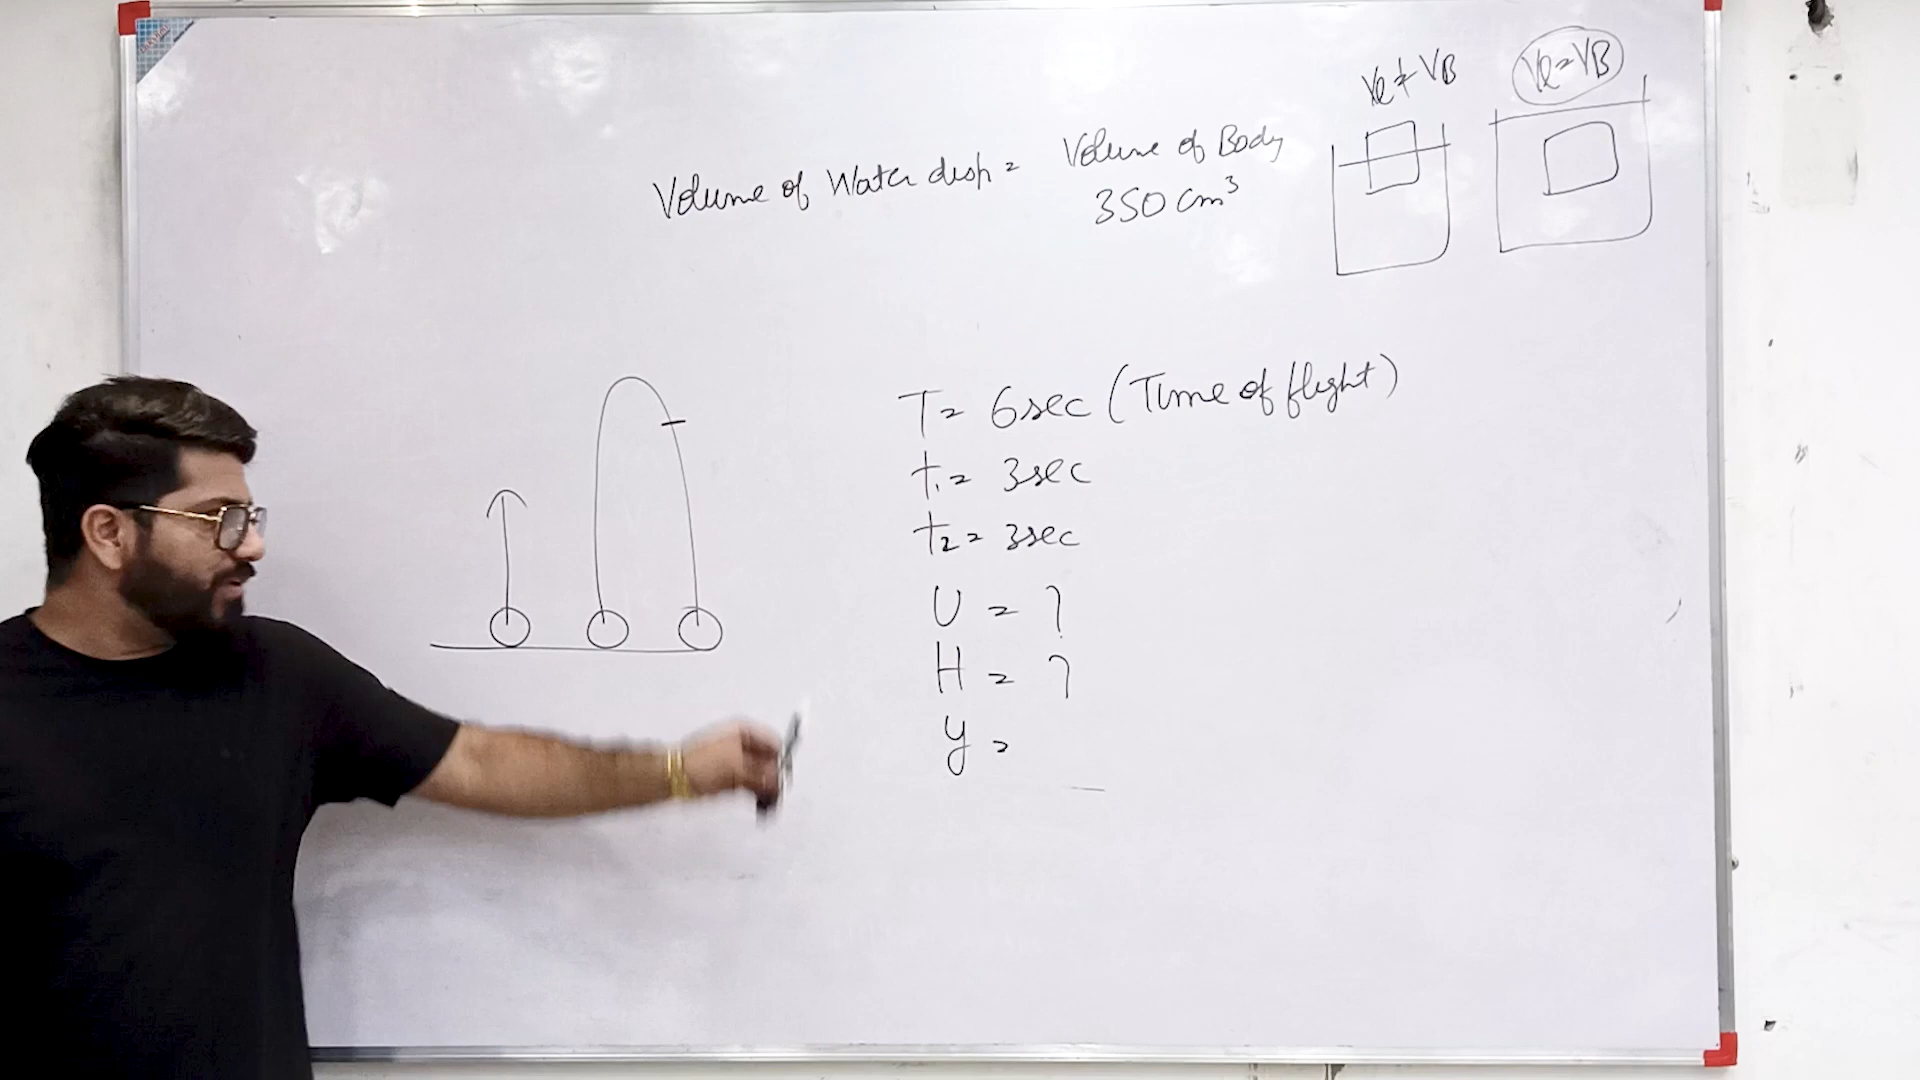 Ve ≠ VB
Ve = VB
Volume of Water disp = Volume of Body
350 cm³
T = 6sec (Time of flight)
t₁ = 3sec
t₂ = 3sec
U = ?
H = ?
y =